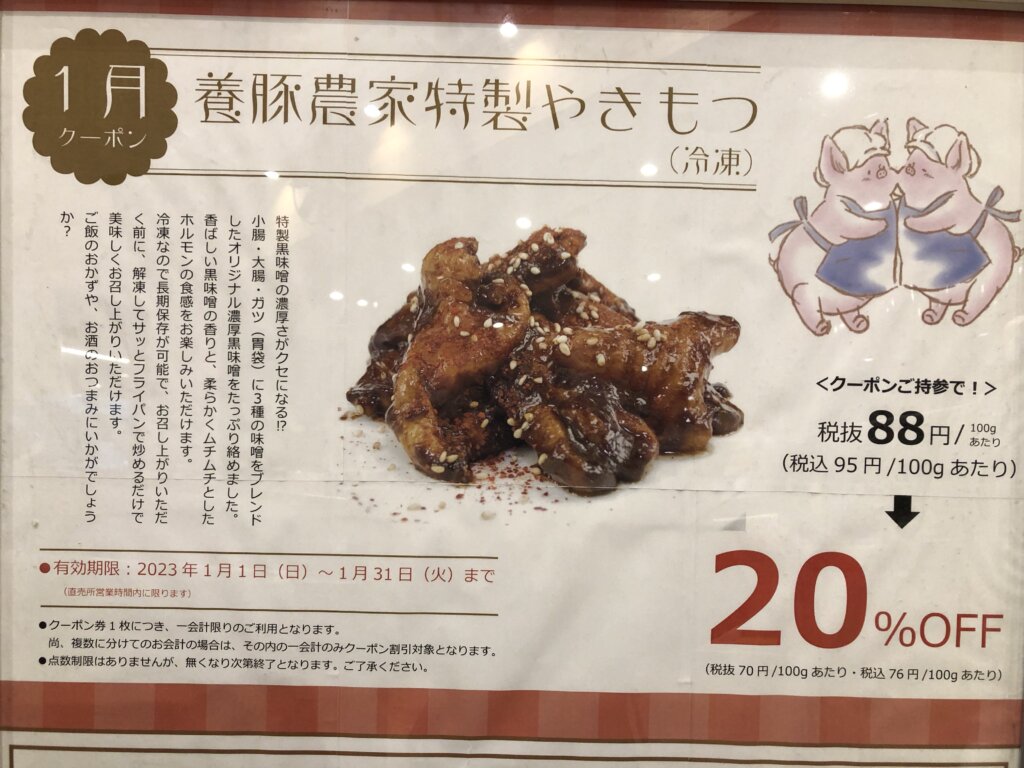 1月
クーポン
養豚農家特製やきもつ
（冷凍）
特製黒味噌の濃厚さがクセになる!?
小腸・大腸・ガツ（胃袋）に3種の味噌をブレンド
したオリジナル濃厚黒味噌をたっぷり絡めました。
香ばしい黒味噌の香りと、柔らかくムチムチとした
ホルモンの食感をお楽しみいただけます。
冷凍なので長期保存が可能で、お召し上がりいただ
く前に、解凍してサッとフライパンで炒めるだけで
美味しくお召し上がりいただけます。
ご飯のおかずや、お酒のおつまみにいかがでしょう
か？
＜クーポンご持参で！＞
税抜88円/100gあたり
（税込95円/100gあたり）
20%OFF
（税抜70円/100gあたり・税込76円/100gあたり）
●有効期限：2023年1月1日（日）～1月31日（火）まで
（直売所営業時間内に限ります）
●クーポン券1枚につき、一会計限りのご利用となります。
尚、複数に分けてのお会計の場合は、その内の一会計のみクーポン割引対象となります。
●点数制限はありませんが、無くなり次第終了となります。ご了承ください。